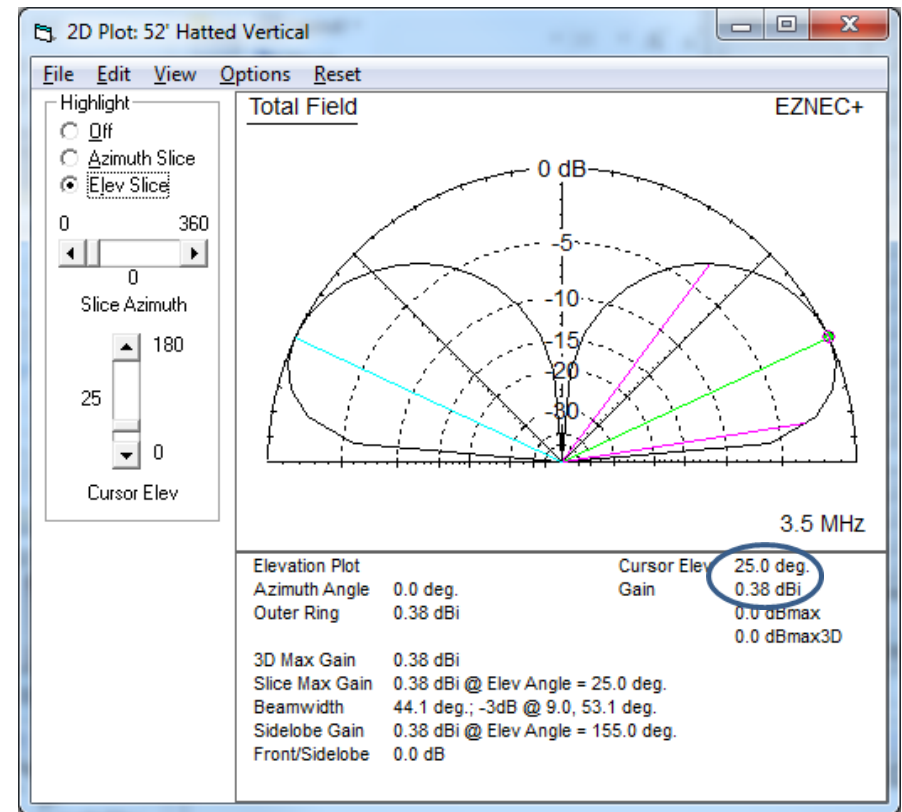 2D Plot: 52' Hatted Vertical
File Edit View Options Reset
Highlight
Off
Azimuth Slice
Elev Slice
0 360
0
Slice Azimuth
180
25
0
Cursor Elev
Total Field EZNEC+
0 dB
-5
-10
-15
-20
-30
3.5 MHz
Elevation Plot Cursor Elev 25.0 deg.
Azimuth Angle 0.0 deg. Gain 0.38 dBi
Outer Ring 0.38 dBi 0.0 dBmax
0.0 dBmax3D
3D Max Gain 0.38 dBi
Slice Max Gain 0.38 dBi @ Elev Angle = 25.0 deg.
Beamwidth 44.1 deg.; -3dB @ 9.0, 53.1 deg.
Sidelobe Gain 0.38 dBi @ Elev Angle = 155.0 deg.
Front/Sidelobe 0.0 dB